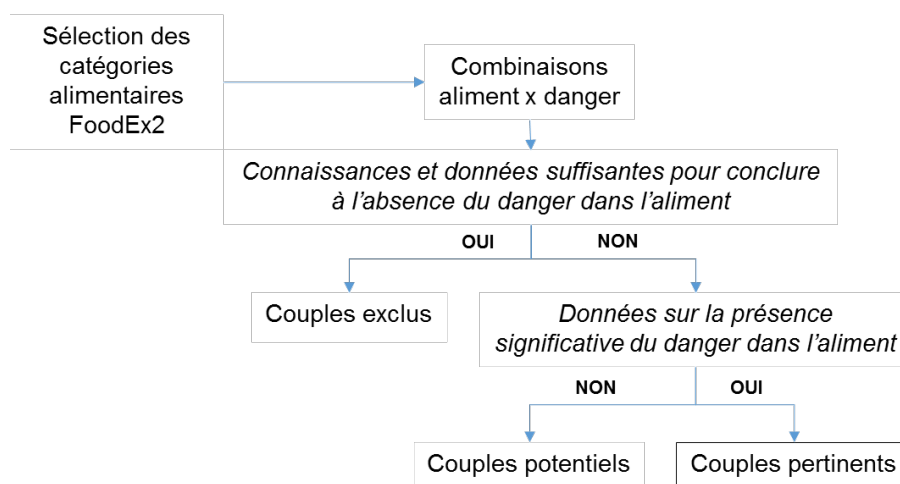 Sélection des
catégories
alimentaires
FoodEx2
Combinaisons
aliment x danger
Connaissances et données suffisantes pour conclure
à l’absence du danger dans l’aliment
OUI
NON
Couples exclus
Données sur la présence
significative du danger dans l’aliment
NON
OUI
Couples potentiels
Couples pertinents